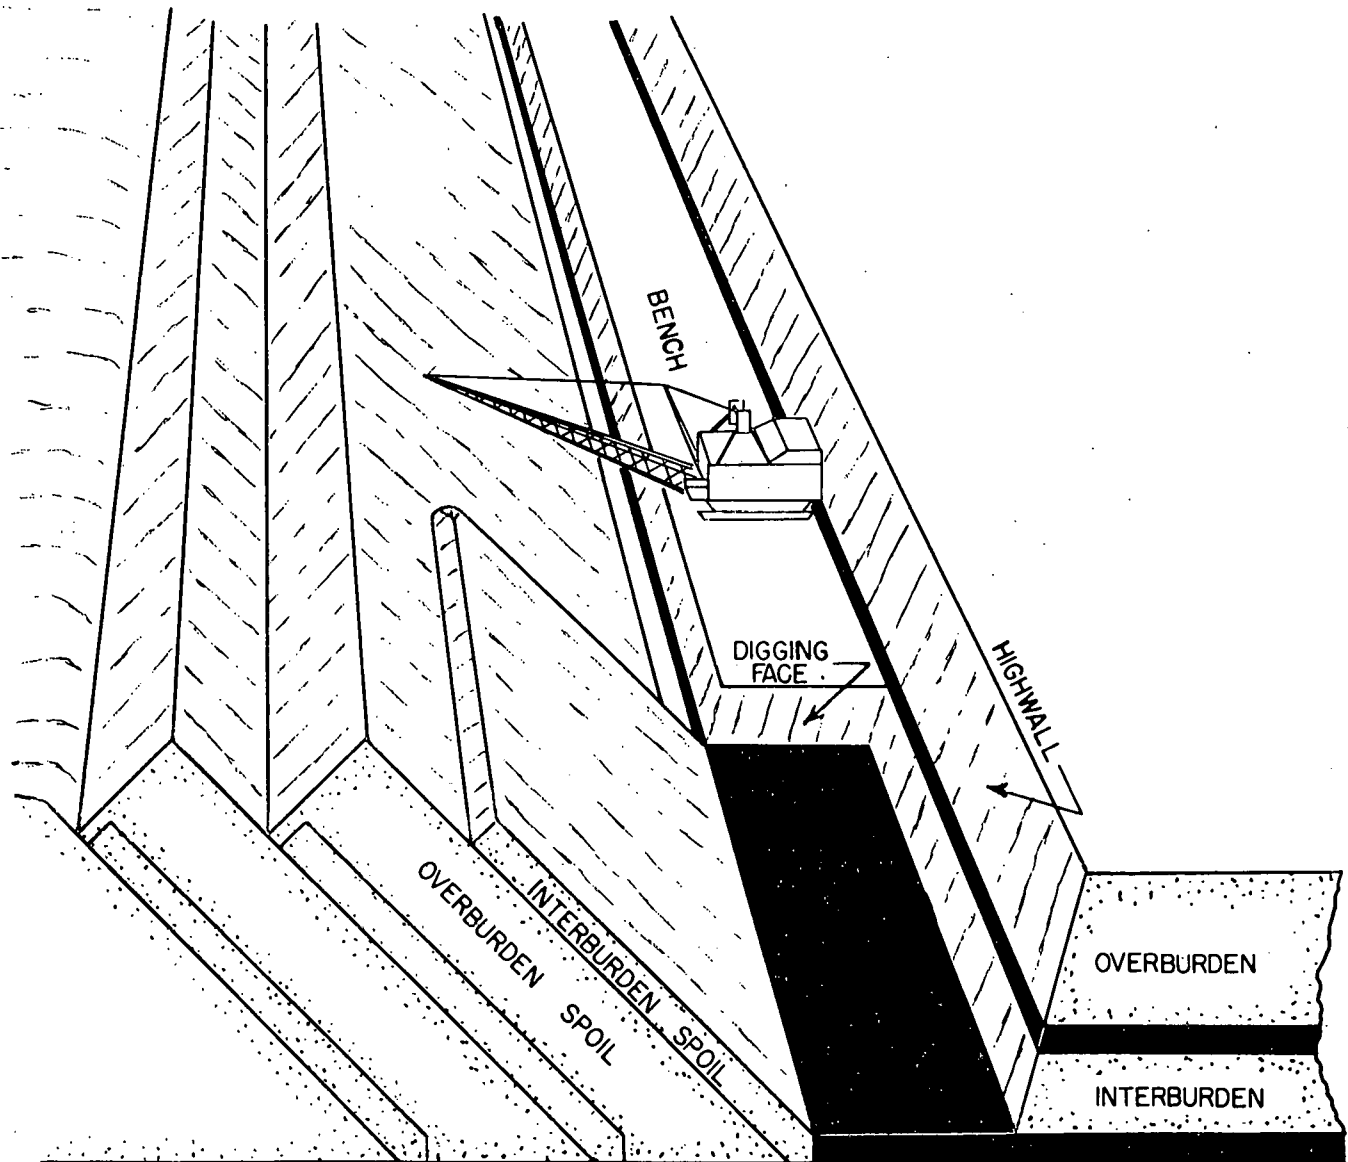 BENCH
DIGGING
FACE
HIGHWALL
OVERBURDEN SPOIL
INTERBURDEN SPOIL
OVERBURDEN
INTERBURDEN